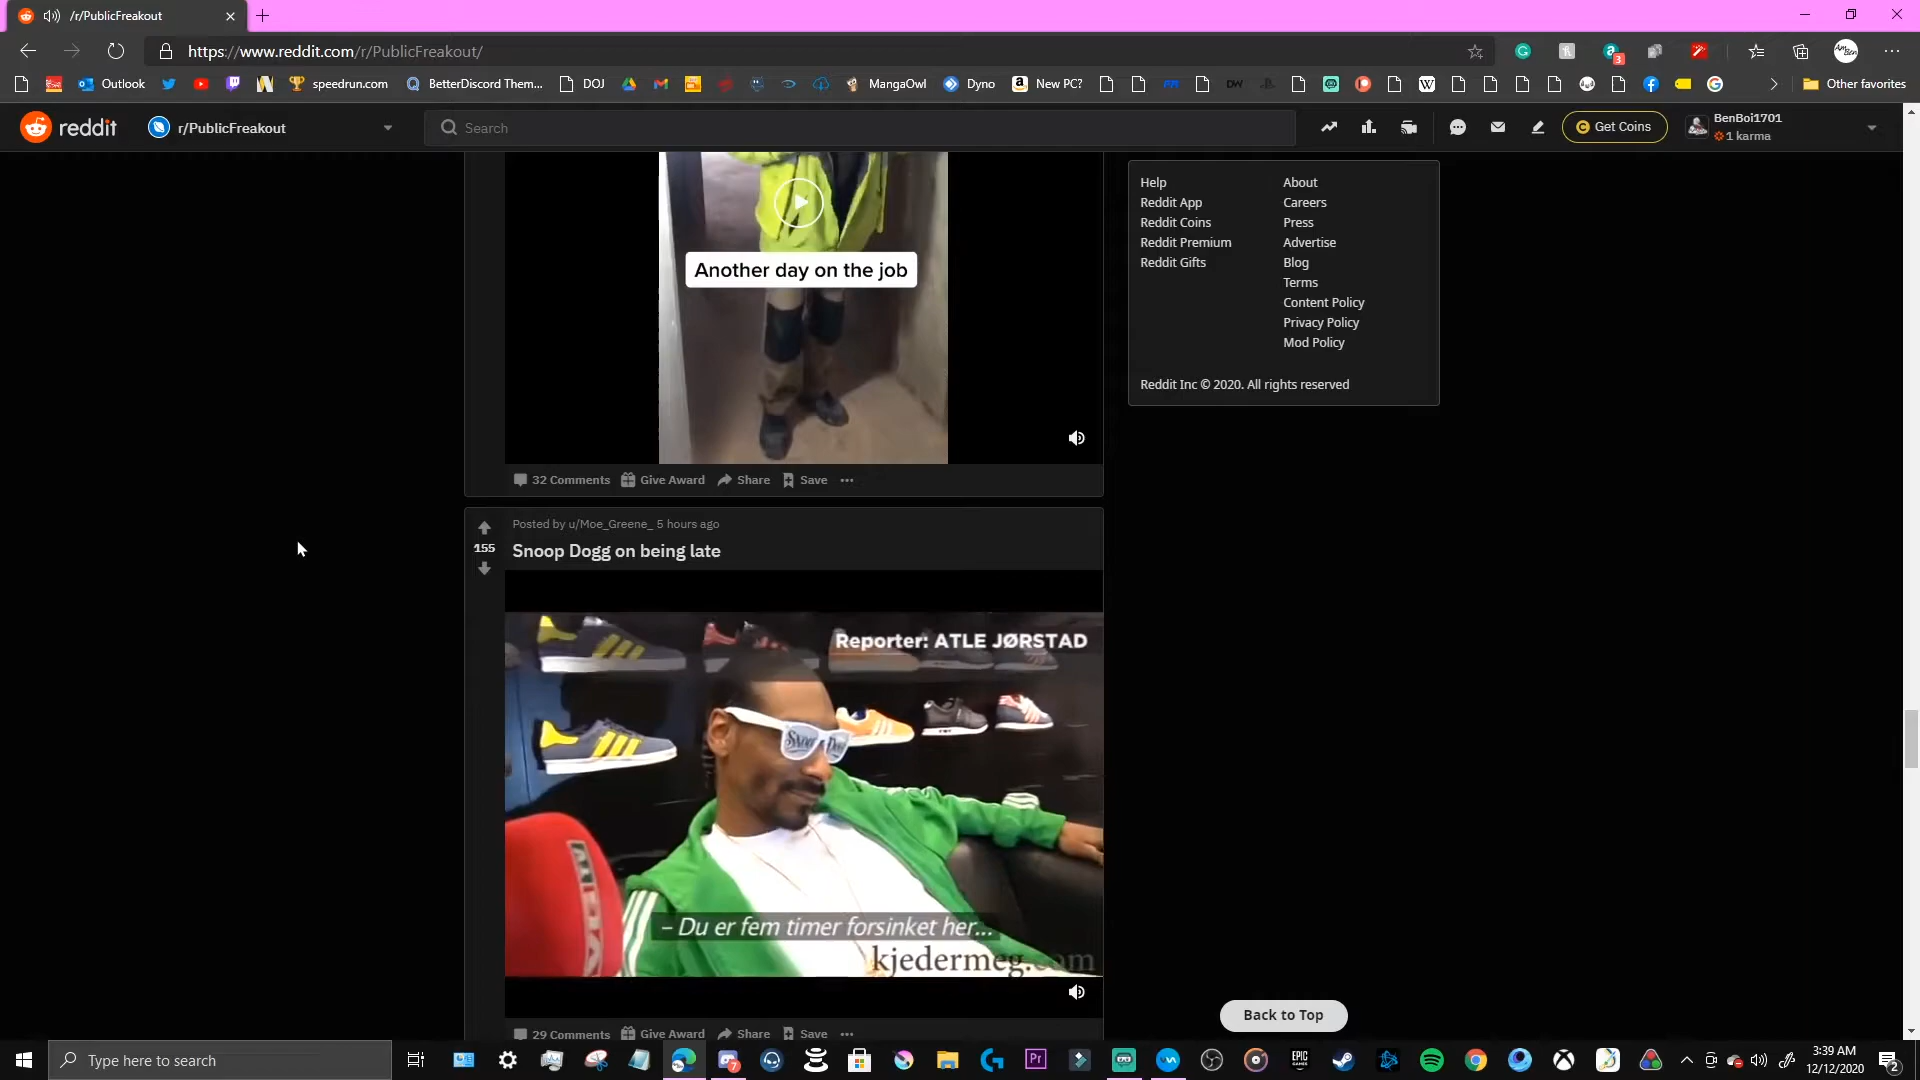 /r/PublicFreakout
https://www.reddit.com/r/PublicFreakout/
Outlook
speedrun.com
BetterDiscord Them...
DOJ
MangaOwl
Dyno
New PC?
Other favorites
reddit
r/PublicFreakout
Search
Get Coins
BenBoi1701
1 karma
Another day on the job
32 Comments Give Award Share Save
Help
Reddit App
Reddit Coins
Reddit Premium
Reddit Gifts
About
Careers
Press
Advertise
Blog
Terms
Content Policy
Privacy Policy
Mod Policy
Reddit Inc © 2020. All rights reserved
Posted by u/Moe_Greene_ 5 hours ago
155
Snoop Dogg on being late
Reporter: ATLE JØRSTAD
– Du er fem timer forsinket her...
kjedermeg.com
29 Comments Give Award Share Save
Back to Top
Type here to search
3:39 AM
12/12/2020